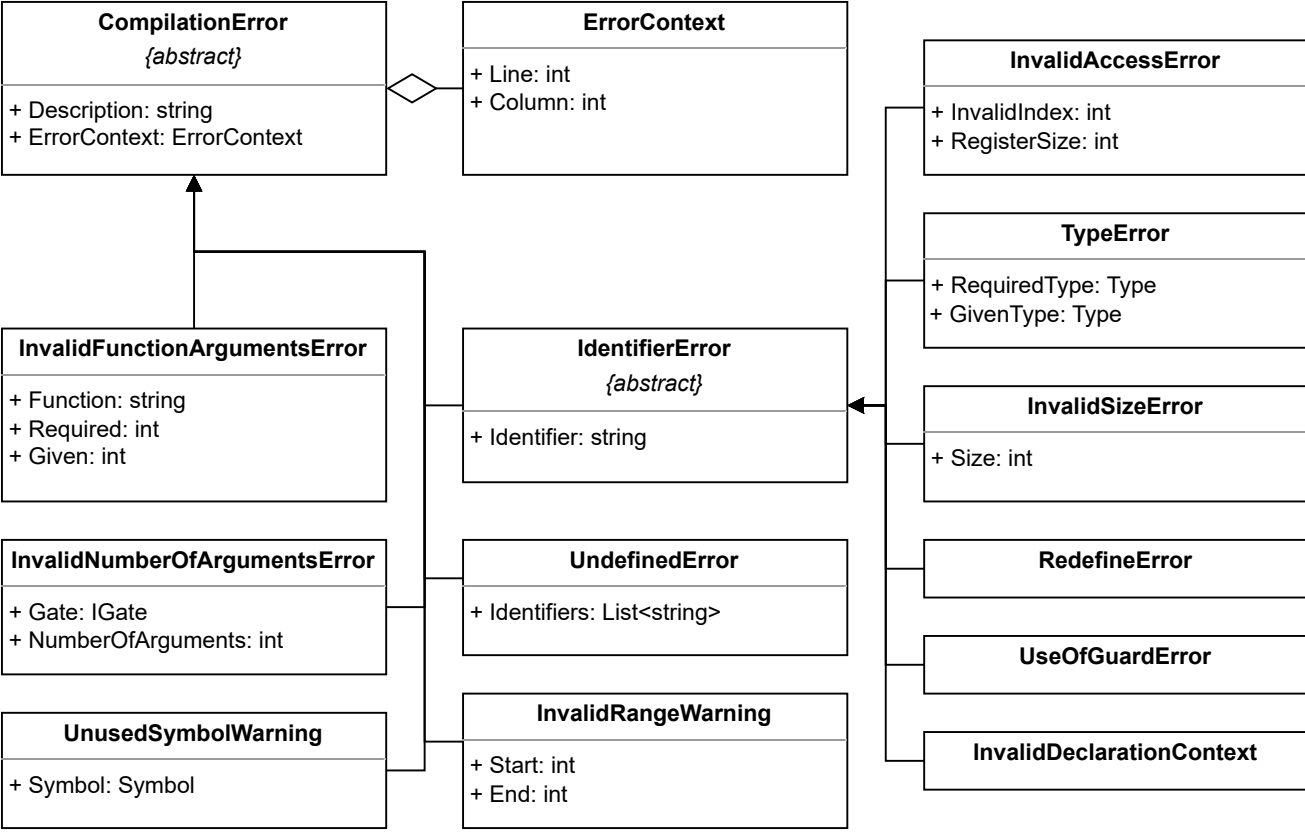 CompilationError
{abstract}
+ Description: string
+ ErrorContext: ErrorContext
ErrorContext
+ Line: int
+ Column: int
InvalidAccessError
+ InvalidIndex: int
+ RegisterSize: int
TypeError
+ RequiredType: Type
+ GivenType: Type
InvalidFunctionArgumentsError
+ Function: string
+ Required: int
+ Given: int
IdentifierError
{abstract}
+ Identifier: string
InvalidSizeError
+ Size: int
InvalidNumberOfArgumentsError
+ Gate: IGate
+ NumberOfArguments: int
UndefinedError
+ Identifiers: List<string>
RedefineError
UseOfGuardError
UnusedSymbolWarning
+ Symbol: Symbol
InvalidRangeWarning
+ Start: int
+ End: int
InvalidDeclarationContext